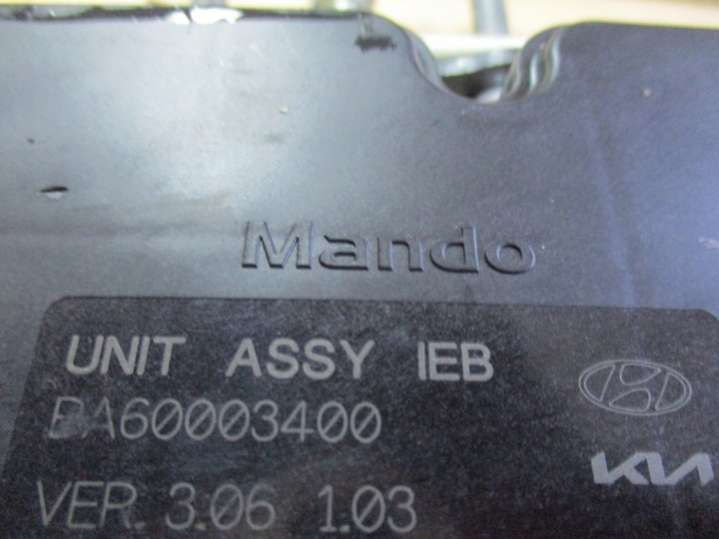 Mando
UNIT ASSY IEB
BA60003400
VER. 3.06 1.03
KIA